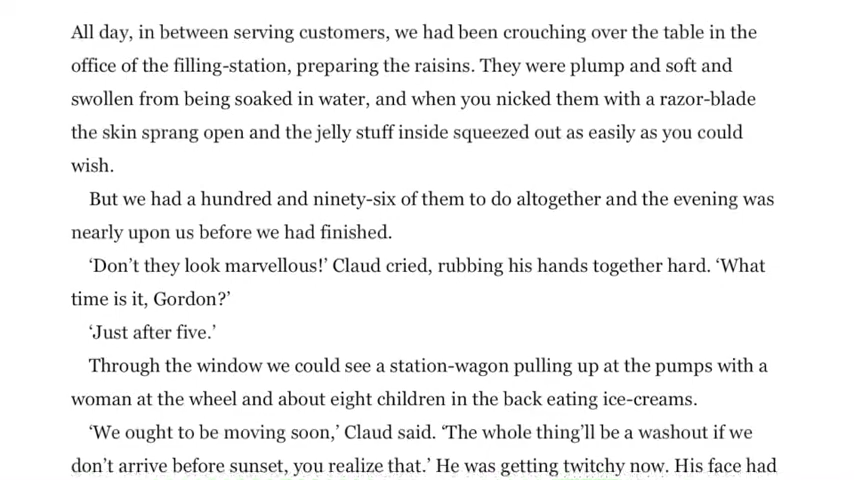 All day, in between serving customers, we had been crouching over the table in the
office of the filling-station, preparing the raisins. They were plump and soft and
swollen from being soaked in water, and when you nicked them with a razor-blade
the skin sprang open and the jelly stuff inside squeezed out as easily as you could
wish.
But we had a hundred and ninety-six of them to do altogether and the evening was
nearly upon us before we had finished.
‘Don’t they look marvellous!’ Claud cried, rubbing his hands together hard. ‘What
time is it, Gordon?’
‘Just after five.’
Through the window we could see a station-wagon pulling up at the pumps with a
woman at the wheel and about eight children in the back eating ice-creams.
‘We ought to be moving soon,’ Claud said. ‘The whole thing’ll be a washout if we
don’t arrive before sunset, you realize that.’ He was getting twitchy now. His face had